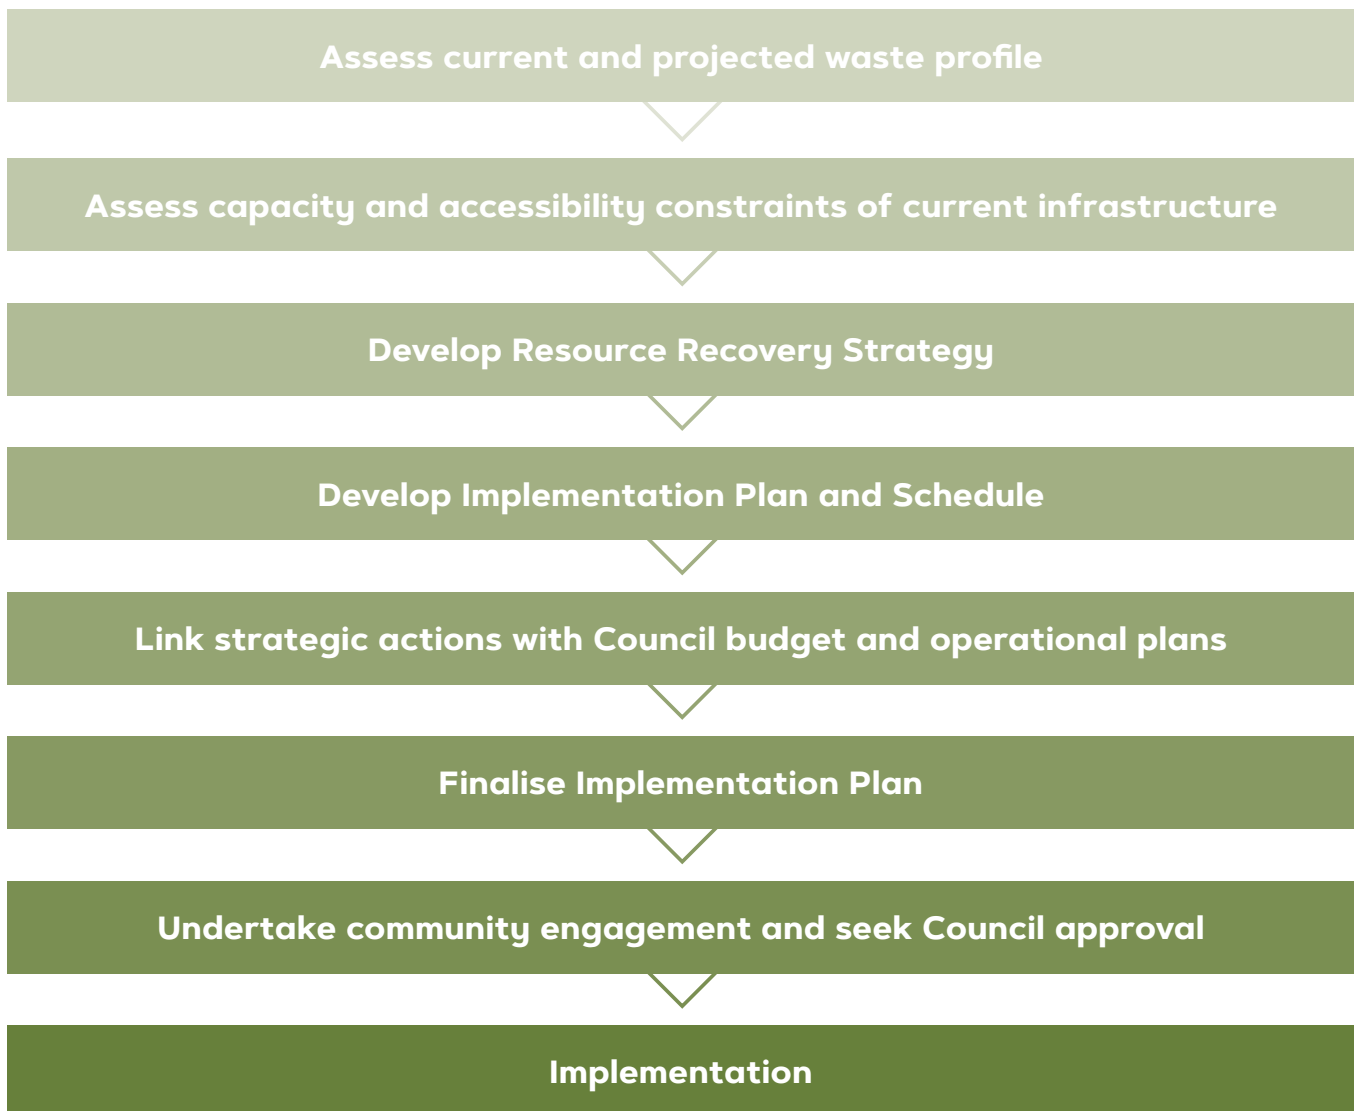 Assess current and projected waste profile
Assess capacity and accessibility constraints of current infrastructure
Develop Resource Recovery Strategy
Develop Implementation Plan and Schedule
Link strategic actions with Council budget and operational plans
Finalise Implementation Plan
Undertake community engagement and seek Council approval
Implementation